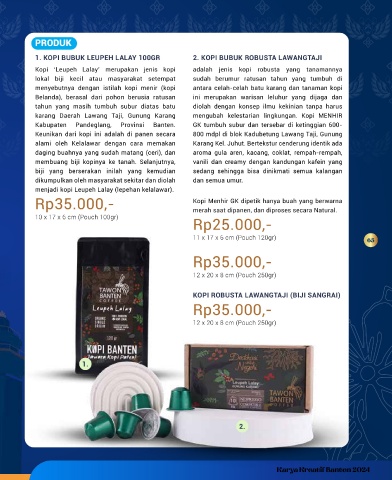 PRODUK
1. KOPI BUBUK LEUPEH LALAY 100GR
Kopi 'Leupeh Lalay' merupakan jenis kopi
lokal biji kecil atau masyarakat setempat
menyebutnya dengan istilah kopi menir (kopi
Belanda), berasal dari pohon berusia ratusan
tahun yang masih tumbuh subur diatas batu
karang Daerah Lawang Taji, Gunung Karang
Kabupaten Pandeglang, Provinsi Banten.
Keunikan dari kopi ini adalah di panen secara
alami oleh Kelalawar dengan cara memakan
daging buahnya yang sudah matang (ceri), dan
membuang biji kopinya ke tanah. Selanjutnya,
biji yang berserakan inilah yang kemudian
dikumpulkan oleh masyarakat sekitar dan diolah
menjadi kopi Leupeh Lalay (lepehan kelalawar).
Rp35.000,-
10 x 17 x 6 cm (Pouch 100gr)
2. KOPI BUBUK ROBUSTA LAWANGTAJI
adalah jenis kopi robusta yang tanamannya
sudah berumur ratusan tahun yang tumbuh di
antara celah-celah batu karang dan tanaman kopi
ini merupakan warisan leluhur yang dijaga dan
diolah dengan konsep ilmu kekinian tanpa harus
mengubah kelestarian lingkungan. Kopi MENHIR
GK tumbuh subur dan tersebar di ketinggian 600-
800 mdpl di blok Kadubetung Lawang Taji, Gunung
Karang Kel. Juhut. Bertekstur cenderung identik ada
aroma gula aren, kacang, coklat, rempah-rempah,
vanili dan creamy dengan kandungan kafein yang
sedang sehingga bisa dinikmati semua kalangan
dan semua umur.
Kopi Menhir GK dipetik hanya buah yang berwarna
merah saat dipanen, dan diproses secara Natural.
Rp25.000,-
11 x 17 x 6 cm (Pouch 120gr)
Rp35.000,-
12 x 20 x 8 cm (Pouch 250gr)
KOPI ROBUSTA LAWANGTAJI (BIJI SANGRAI)
Rp35.000,-
12 x 20 x 8 cm (Pouch 250gr)
63
TAWON
BANTEN
COFFEE
Leupeh Lalay
KOPI BANTEN
1.
Leupeh Lalay
TAWON
BANTEN
COFFEE
2.
Karya Kreatif Banten 2024